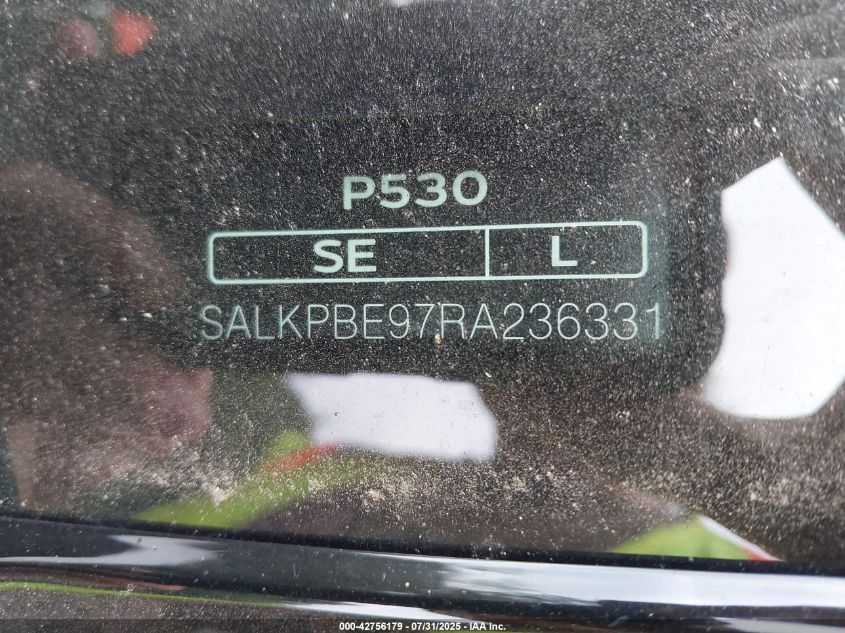 P530
SE L
SALKPBE97RA236331
000-42756179 / 07/31/2025 - IAA Inc.